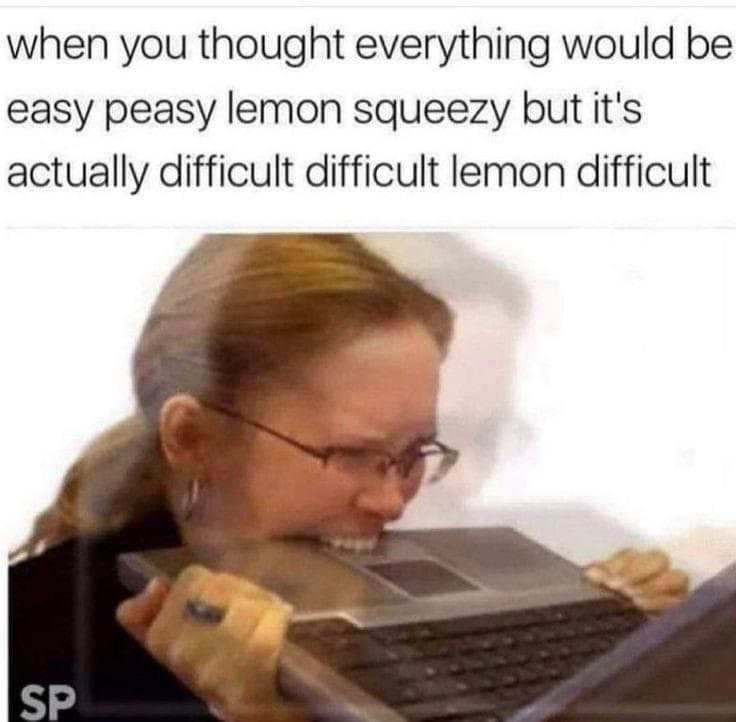 when you thought everything would be
easy peasy lemon squeezy but it's
actually difficult difficult lemon difficult
SP